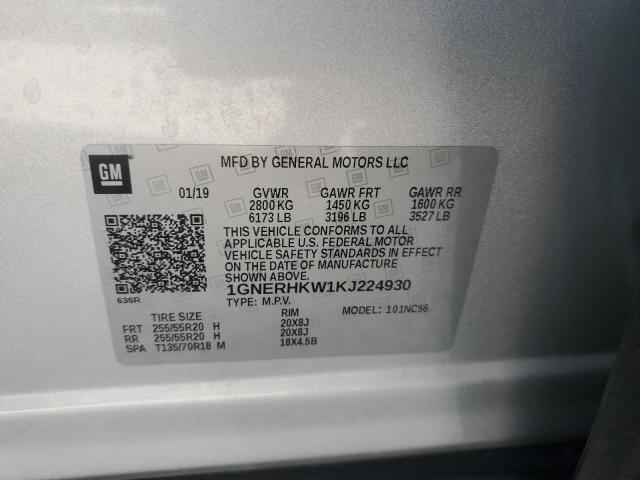 GM
MFD BY GENERAL MOTORS LLC
01/19 GVWR GAWR FRT GAWR RR
2800 KG 1450 KG 1600 KG
6173 LB 3196 LB 3527 LB
THIS VEHICLE CONFORMS TO ALL
APPLICABLE U.S. FEDERAL MOTOR
VEHICLE SAFETY STANDARDS IN EFFECT
ON THE DATE OF MANUFACTURE SHOWN ABOVE.
1GNERHKW1KJ224930
636R
TYPE: M.P.V. MODEL: 101NC56
TIRE SIZE RIM
FRT 255/55R20 H 20X8J
RR 255/55R20 H 20X8J
SPA T135/70R18 M 18X4.5B